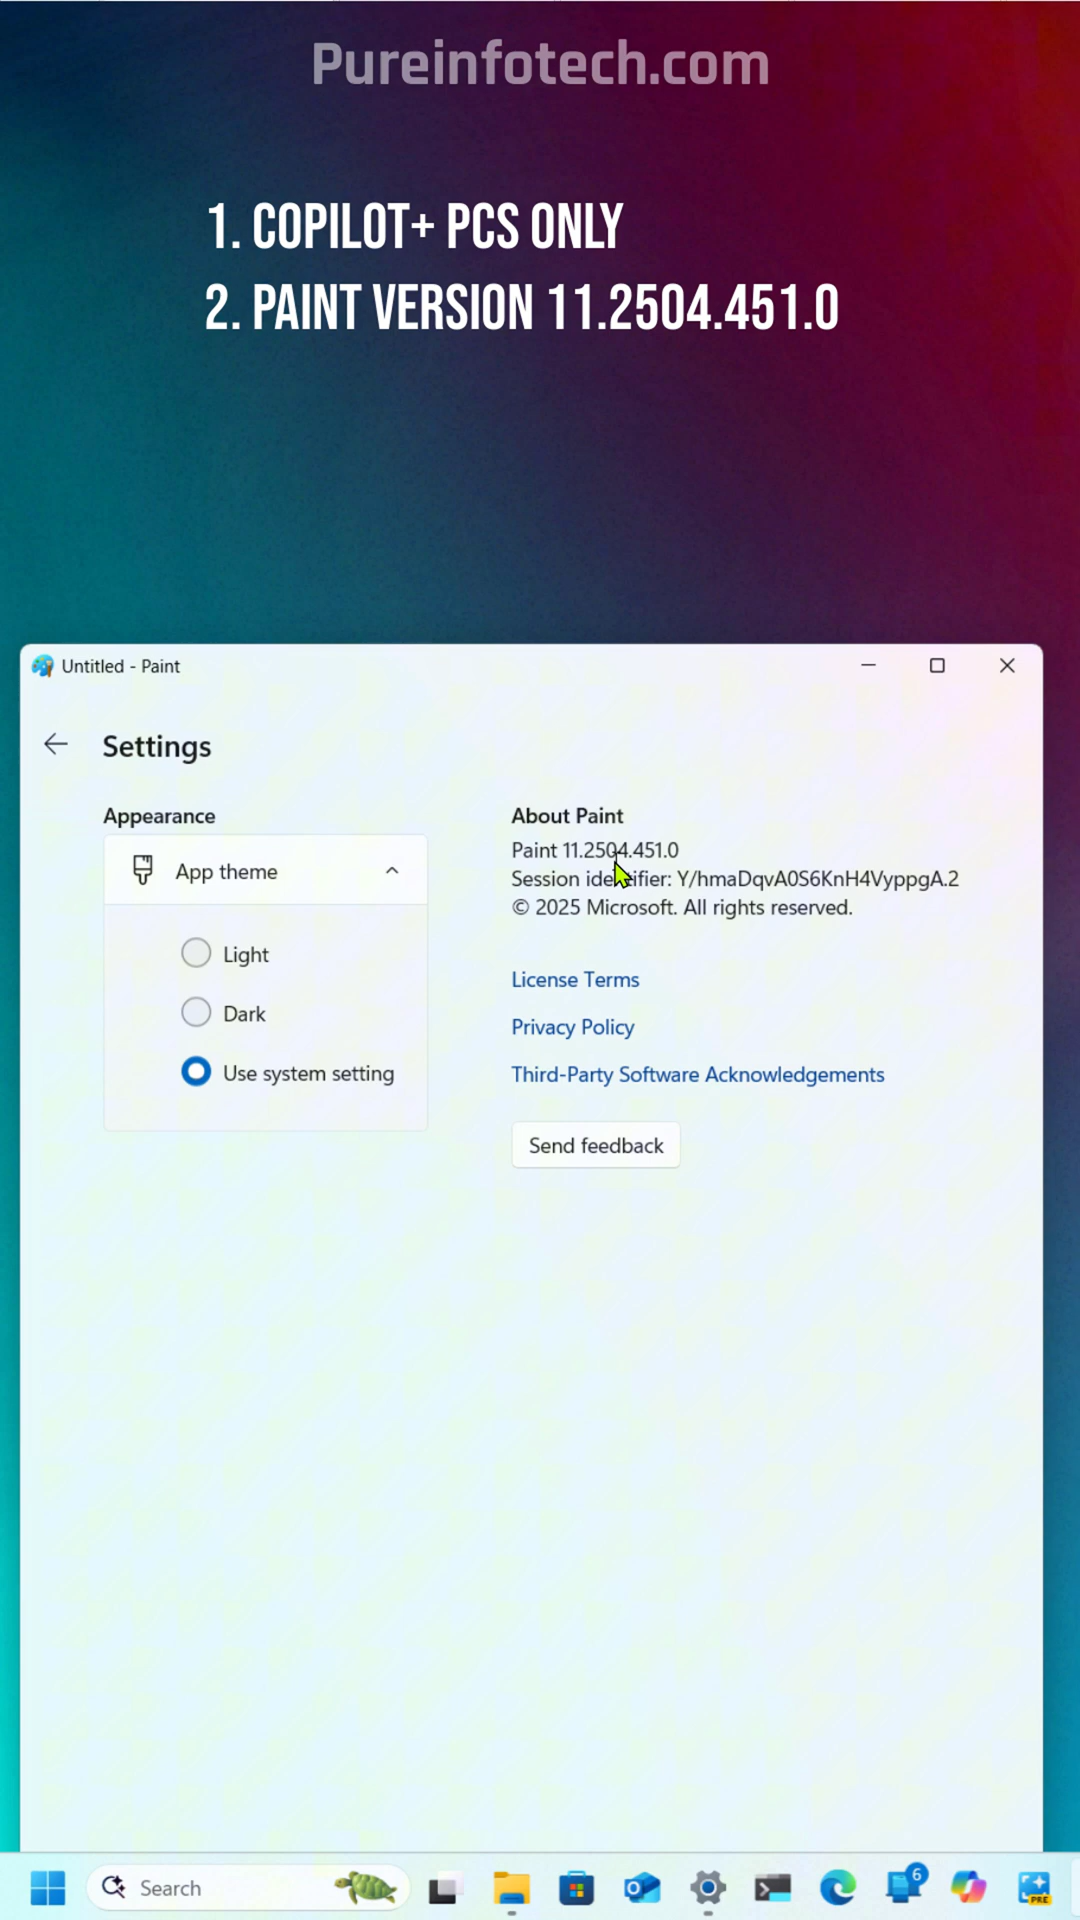 Pureinfotech.com
1. COPILOT+ PCS ONLY
2. PAINT VERSION 11.2504.451.0
Untitled - Paint
Settings
Appearance
App theme
Light
Dark
Use system setting
About Paint
Paint 11.2504.451.0
Session identifier: Y/hmaDqvA0S6KnH4VyppgA.2
© 2025 Microsoft. All rights reserved.
License Terms
Privacy Policy
Third-Party Software Acknowledgements
Send feedback
Search
6
PRE